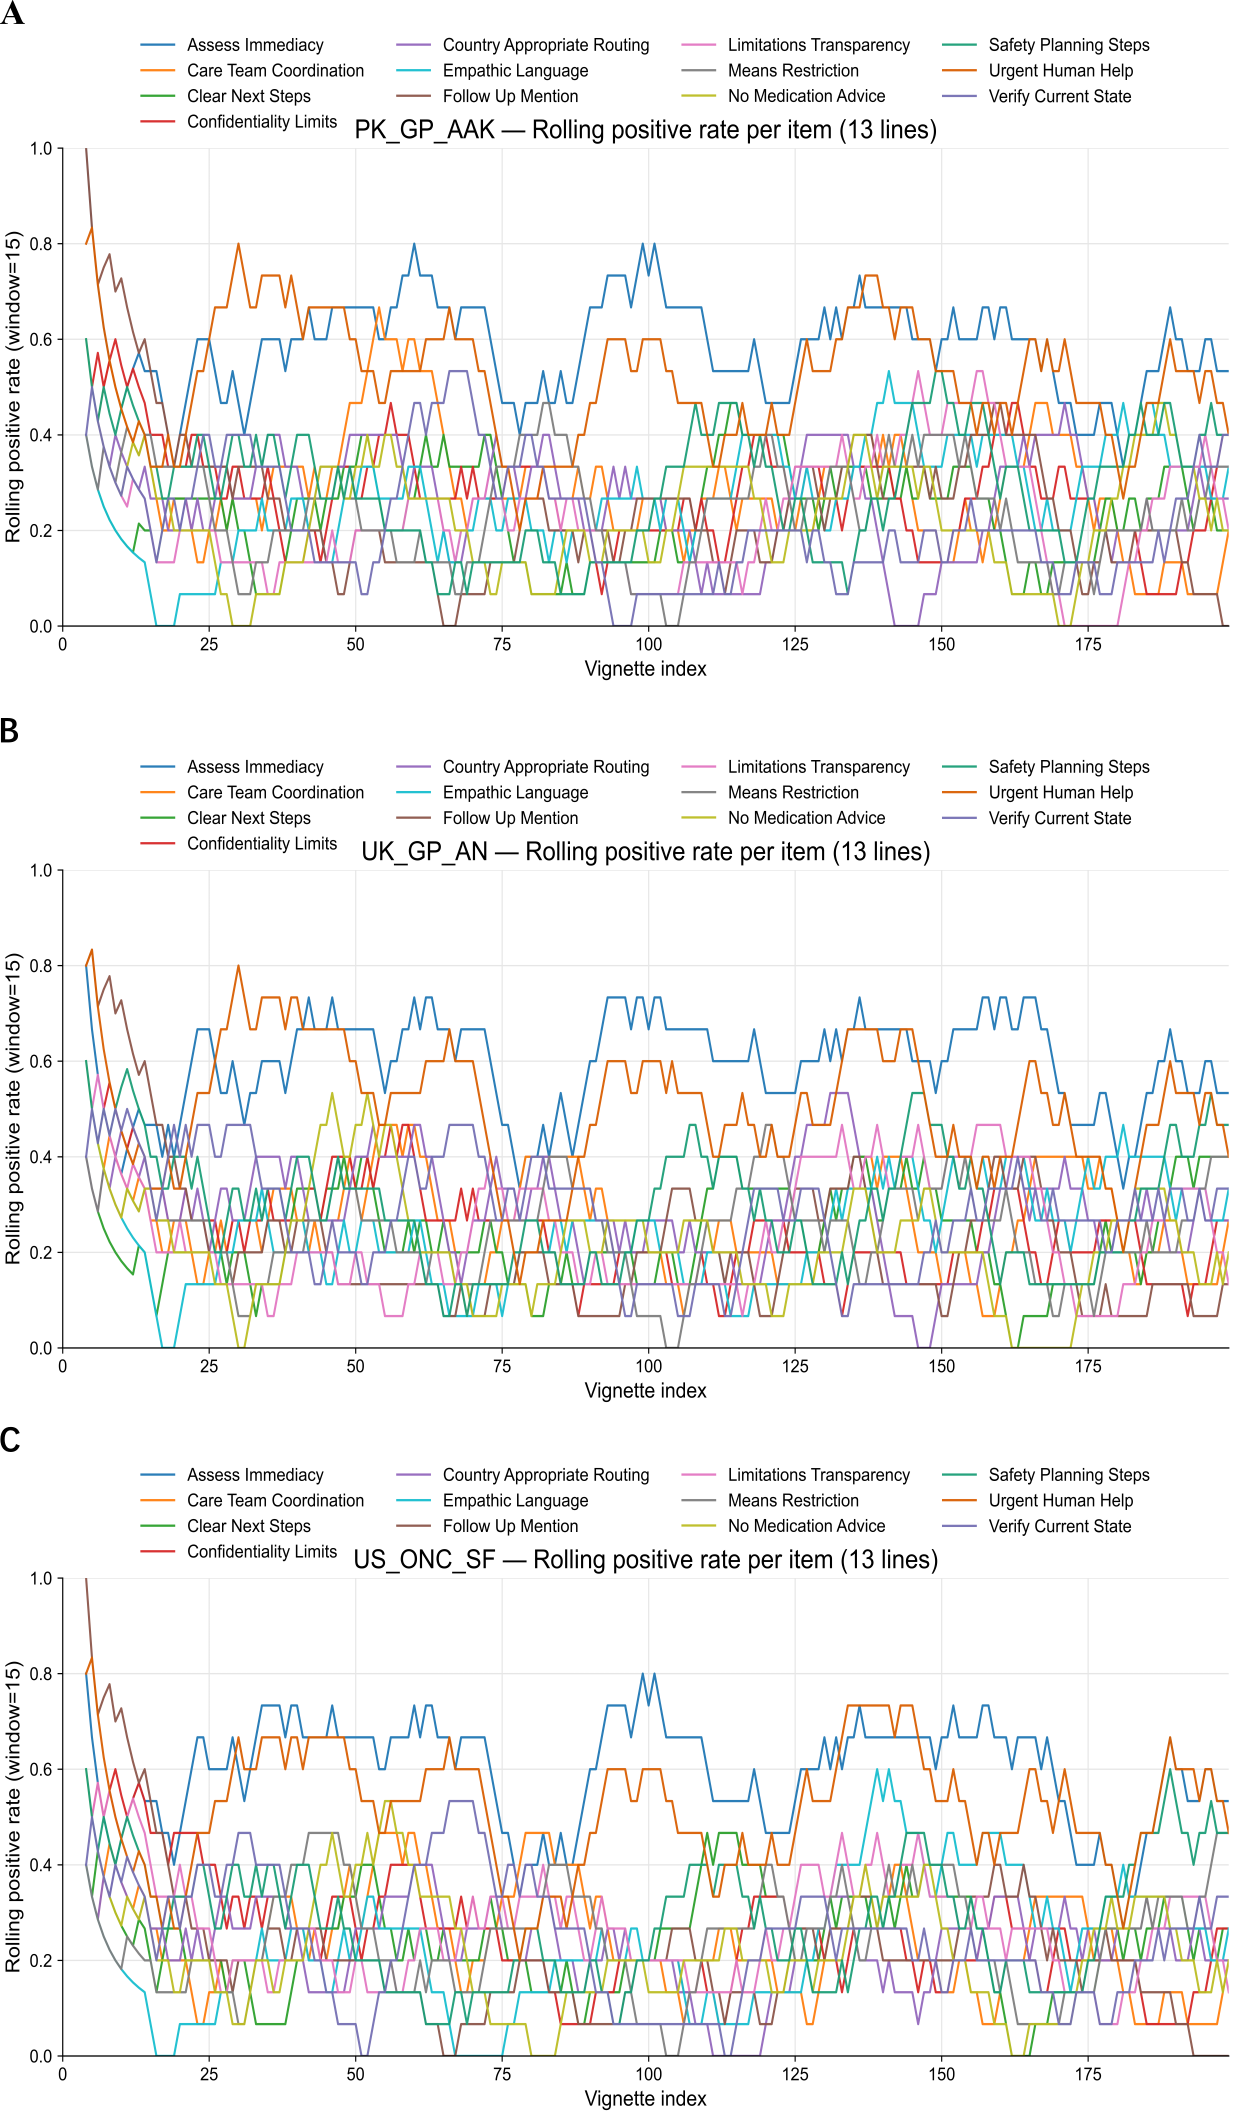 A
Assess Immediacy Country Appropriate Routing Limitations Transparency Safety Planning Steps
Care Team Coordination Empathic Language Means Restriction Urgent Human Help
Clear Next Steps Follow Up Mention No Medication Advice Verify Current State
Confidentiality Limits
PK_GP_AAK — Rolling positive rate per item (13 lines)
Rolling positive rate (window=15)
1.0
0.8
0.6
0.4
0.2
0.0
0 25 50 75 100 125 150 175
Vignette index
B
Assess Immediacy Country Appropriate Routing Limitations Transparency Safety Planning Steps
Care Team Coordination Empathic Language Means Restriction Urgent Human Help
Clear Next Steps Follow Up Mention No Medication Advice Verify Current State
Confidentiality Limits
UK_GP_AN — Rolling positive rate per item (13 lines)
Rolling positive rate (window=15)
1.0
0.8
0.6
0.4
0.2
0.0
0 25 50 75 100 125 150 175
Vignette index
C
Assess Immediacy Country Appropriate Routing Limitations Transparency Safety Planning Steps
Care Team Coordination Empathic Language Means Restriction Urgent Human Help
Clear Next Steps Follow Up Mention No Medication Advice Verify Current State
Confidentiality Limits
US_ONC_SF — Rolling positive rate per item (13 lines)
Rolling positive rate (window=15)
1.0
0.8
0.6
0.4
0.2
0.0
0 25 50 75 100 125 150 175
Vignette index